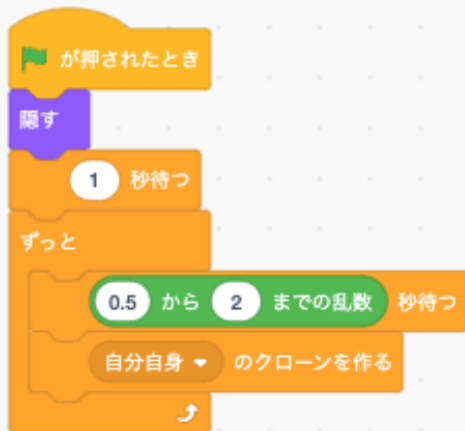 が押されたとき
隠す
1 秒待つ
ずっと
0.5 から 2 までの乱数 秒待つ
自分自身 のクローンを作る